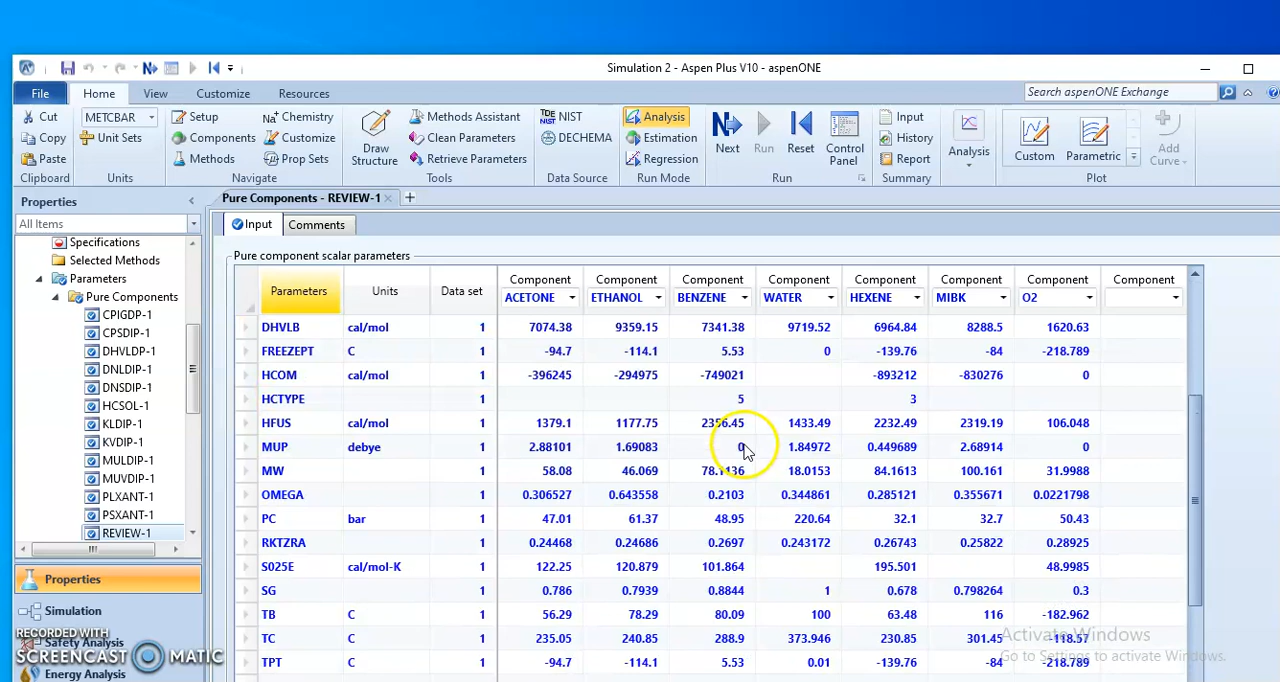 Simulation 2 - Aspen Plus V10 - aspenONE
File Home View Customize Resources Search aspenONE Exchange
Cut METCBAR Setup Chemistry Methods Assistant NIST Analysis Input
Copy Unit Sets Components Customize Clean Parameters DECHEMA Estimation History
Paste Methods Prop Sets Draw Structure Retrieve Parameters Regression Next Run Reset Control Panel Report Analysis Custom Parametric Add Curve
Clipboard Units Navigate Tools Data Source Run Mode Run Summary Plot
Properties Pure Components - REVIEW-1
All Items Input Comments
Specifications
Selected Methods
Parameters
Pure Components
CPIGDP-1
CPSDIP-1
DHVLDP-1
DNLDIP-1
DNSDIP-1
HCSOL-1
KLDIP-1
KVDIP-1
MULDIP-1
MUVDIP-1
PLXANT-1
PSXANT-1
REVIEW-1
Properties
Simulation
Safety Analysis
Energy Analysis
Pure component scalar parameters
Parameters Units Data set Component Component Component Component Component Component Component Component
ACETONE ETHANOL BENZENE WATER HEXENE MIBK O2
DHVLB cal/mol 1 7074.38 9359.15 7341.38 9719.52 6964.84 8288.5 1620.63
FREEZEPT C 1 -94.7 -114.1 5.53 0 -139.76 -84 -218.789
HCOM cal/mol 1 -396245 -294975 -749021 -893212 -830276 0
HCTYPE 1 5 3
HFUS cal/mol 1 1379.1 1177.75 2356.45 1433.49 2232.49 2319.19 106.048
MUP debye 1 2.88101 1.69083 0 1.84972 0.449689 2.68914 0
MW 1 58.08 46.069 78.1136 18.0153 84.1613 100.161 31.9988
OMEGA 1 0.306527 0.643558 0.2103 0.344861 0.285121 0.355671 0.0221798
PC bar 1 47.01 61.37 48.95 220.64 32.1 32.7 50.43
RKTZRA 1 0.24468 0.24686 0.2697 0.243172 0.26743 0.25822 0.28925
S025E cal/mol-K 1 122.25 120.879 101.864 195.501 48.9985
SG 1 0.786 0.7939 0.8844 1 0.678 0.798264 0.3
TB C 1 56.29 78.29 80.09 100 63.48 116 -182.962
TC C 1 235.05 240.85 288.9 373.946 230.85 301.45 -118.57
TPT C 1 -94.7 -114.1 5.53 0.01 -139.76 -84 -218.789
Activate Windows
Go to Settings to activate Windows.
RECORDED WITH
SCREENCAST MATIC